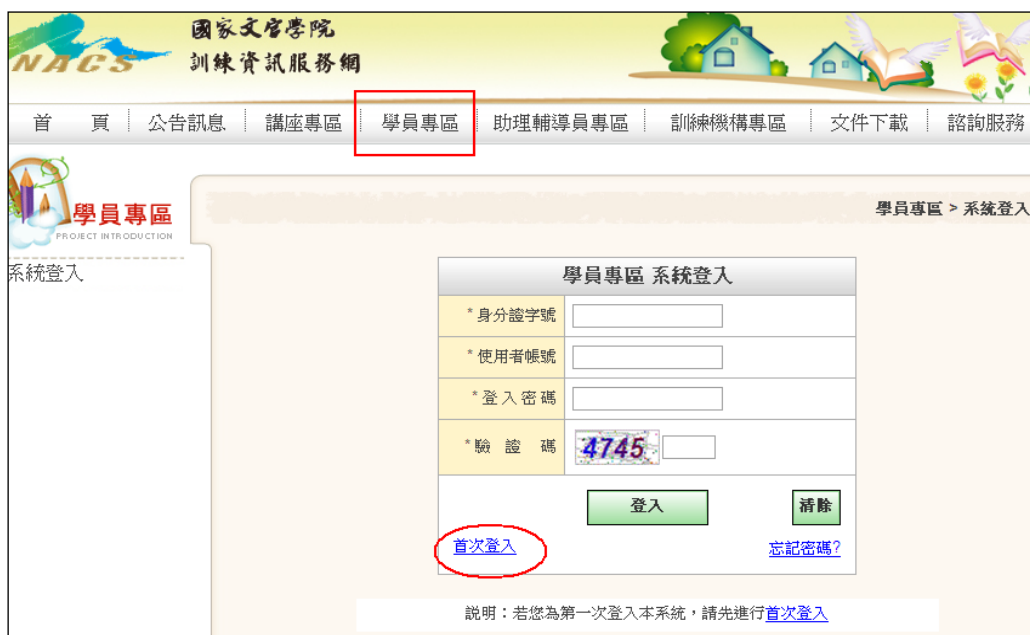 NACS
國家文官學院
訓練資訊服務網
首 頁 公告訊息 講座專區 學員專區 助理輔導員專區 訓練機構專區 文件下載 諮詢服務
學員專區
PROJECT INTRODUCTION
系統登入
學員專區 > 系統登入
學員專區 系統登入
* 身分證字號
* 使用者帳號
* 登入密碼
* 驗 證 碼 4745
登入 清除
首次登入 忘記密碼?
說明：若您為第一次登入本系統，請先進行首次登入